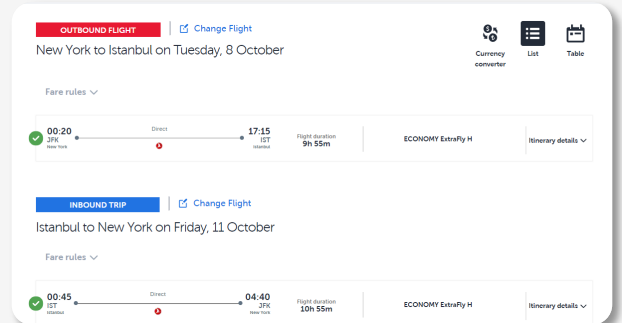 OUTBOUND FLIGHT
Change Flight
New York to Istanbul on Tuesday, 8 October
Currency converter
List
Table
Fare rules
00:20
JFK
New York
Direct
17:15
IST
Istanbul
Flight duration
9h 55m
ECONOMY ExtraFly H
Itinerary details
INBOUND TRIP
Change Flight
Istanbul to New York on Friday, 11 October
Fare rules
00:45
IST
Istanbul
Direct
04:40
JFK
New York
Flight duration
10h 55m
ECONOMY ExtraFly H
Itinerary details